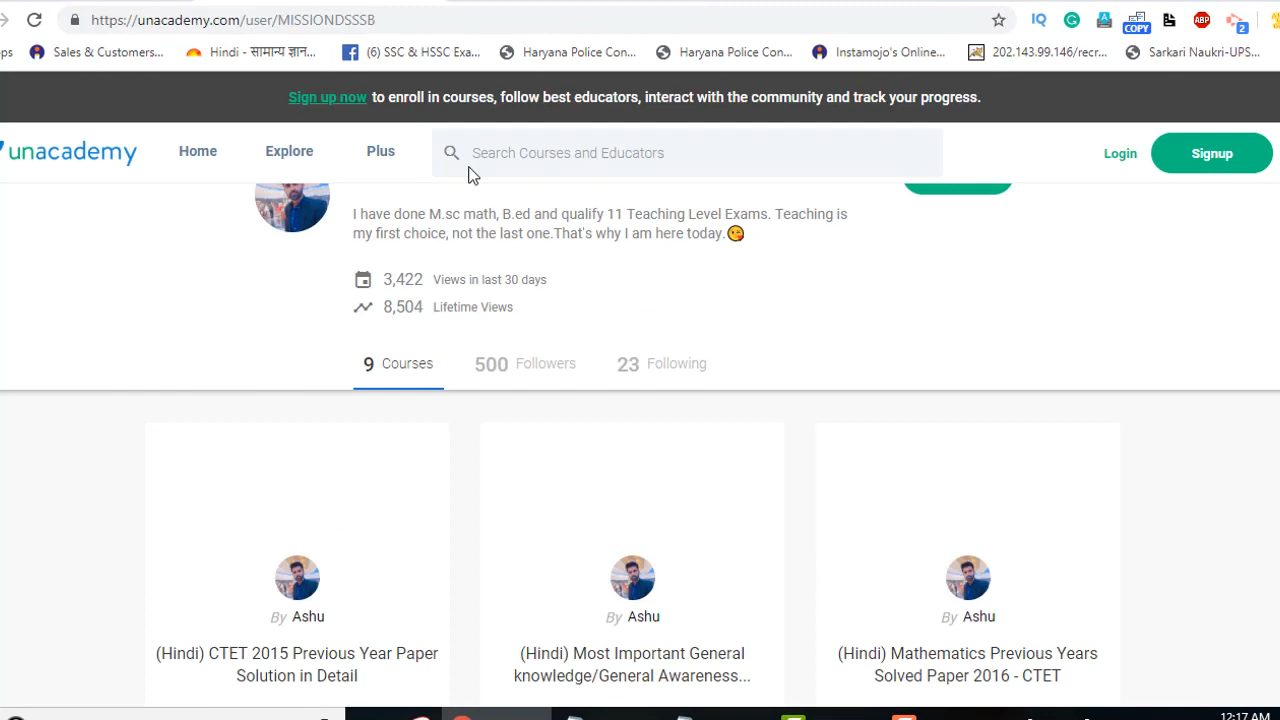 https://unacademy.com/user/MISSIONDSSSB
IQ
COPY
ABP
2
ps Sales & Customers... Hindi - सामान्य ज्ञान... (6) SSC & HSSC Exa... Haryana Police Con... Haryana Police Con... Instamojo's Online... 202.143.99.146/recr... Sarkari Naukri-UPS...
Sign up now to enroll in courses, follow best educators, interact with the community and track your progress.
unacademy Home Explore Plus Search Courses and Educators Login Signup
I have done M.sc math, B.ed and qualify 11 Teaching Level Exams. Teaching is
my first choice, not the last one.That's why I am here today.😘
3,422 Views in last 30 days
8,504 Lifetime Views
9 Courses 500 Followers 23 Following
By Ashu By Ashu By Ashu
(Hindi) CTET 2015 Previous Year Paper
Solution in Detail
(Hindi) Most Important General
knowledge/General Awareness...
(Hindi) Mathematics Previous Years
Solved Paper 2016 - CTET
12:17 AM